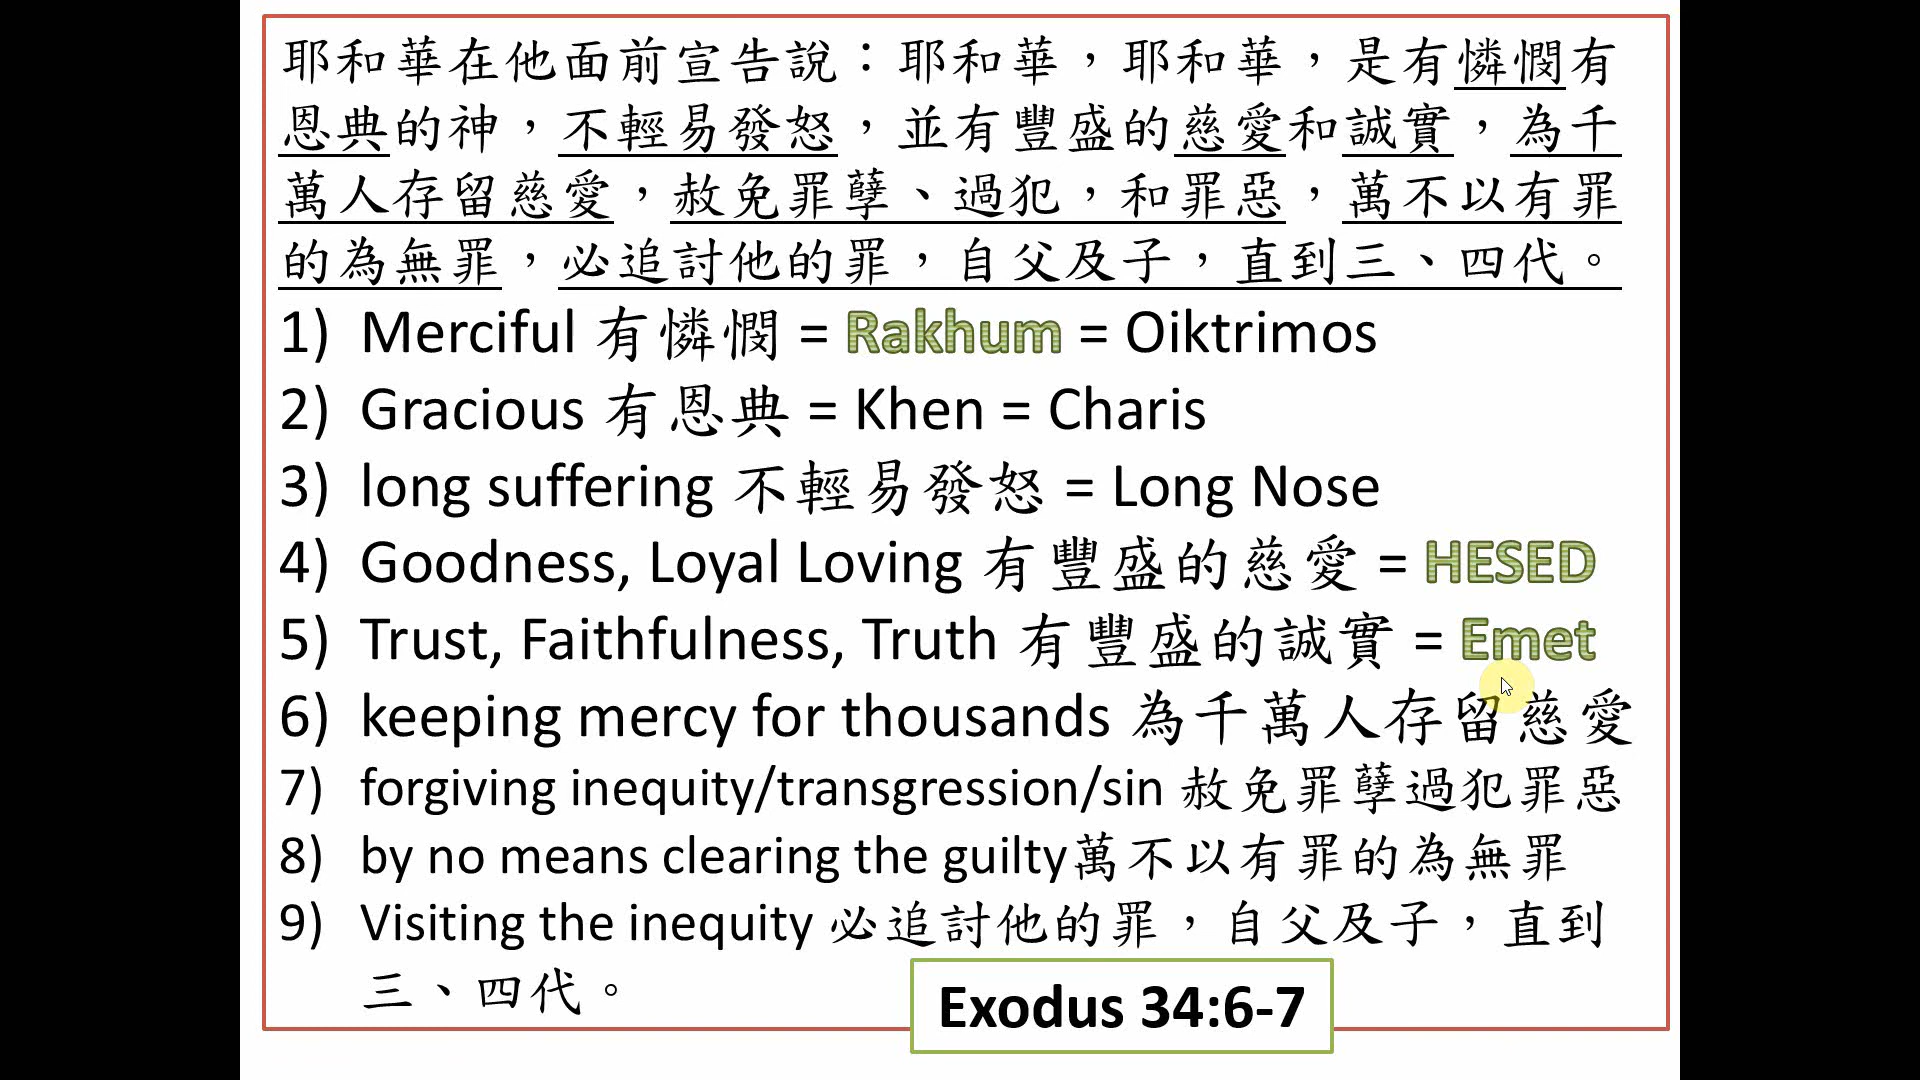 耶和華在他面前宣告說：耶和華，耶和華，是有憐憫有
恩典的神，不輕易發怒，並有豐盛的慈愛和誠實，為千
萬人存留慈愛，赦免罪孽、過犯，和罪惡，萬不以有罪
的為無罪，必追討他的罪，自父及子，直到三、四代。
1) Merciful 有憐憫 = Rakhum = Oiktrimos
2) Gracious 有恩典 = Khen = Charis
3) long suffering 不輕易發怒 = Long Nose
4) Goodness, Loyal Loving 有豐盛的慈愛 = HESED
5) Trust, Faithfulness, Truth 有豐盛的誠實 = Emet
6) keeping mercy for thousands 為千萬人存留慈愛
7) forgiving inequity/transgression/sin 赦免罪孽過犯罪惡
8) by no means clearing the guilty萬不以有罪的為無罪
9) Visiting the inequity 必追討他的罪，自父及子，直到
三、四代。
Exodus 34:6-7